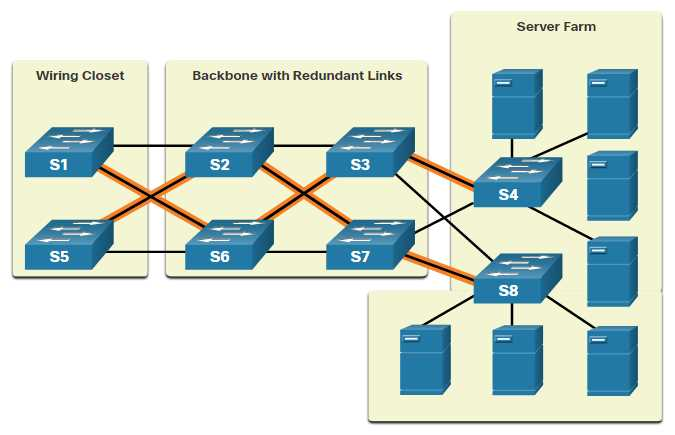 Server Farm
Wiring Closet
Backbone with Redundant Links
S1
S2
S3
S4
S5
S6
S7
S8